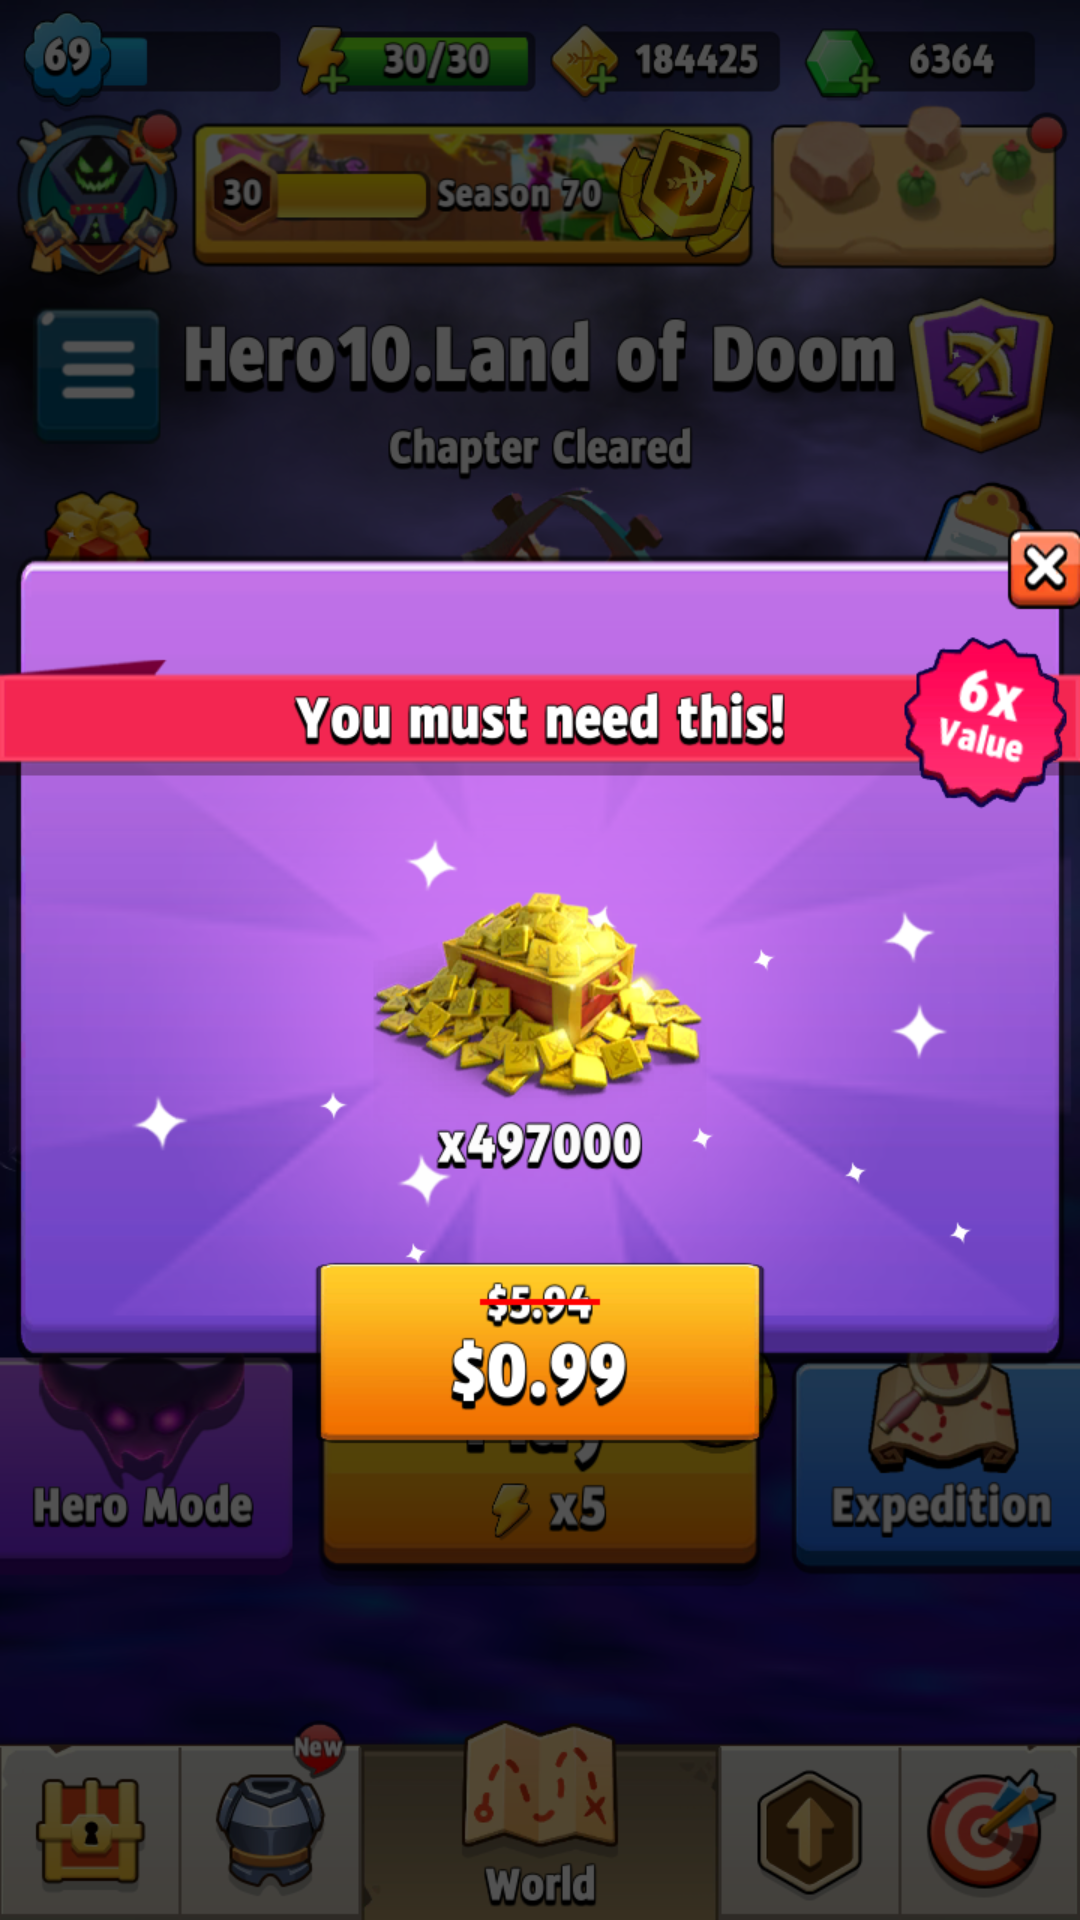 69
30/30
184425
6364
30
Season 70
Hero10.Land of Doom
Chapter Cleared
You must need this!
6x
Value
x497000
$5.94
$0.99
Hero Mode
Play
x5
Expedition
New
World